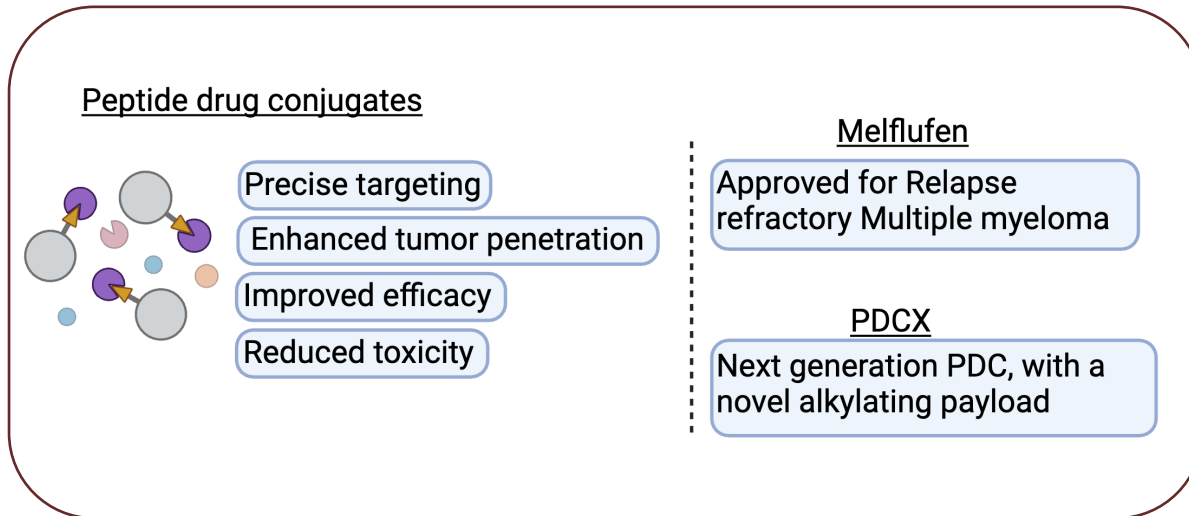 Peptide drug conjugates
Precise targeting
Enhanced tumor penetration
Improved efficacy
Reduced toxicity
Melflufen
Approved for Relapse
refractory Multiple myeloma
PDCX
Next generation PDC, with a
novel alkylating payload